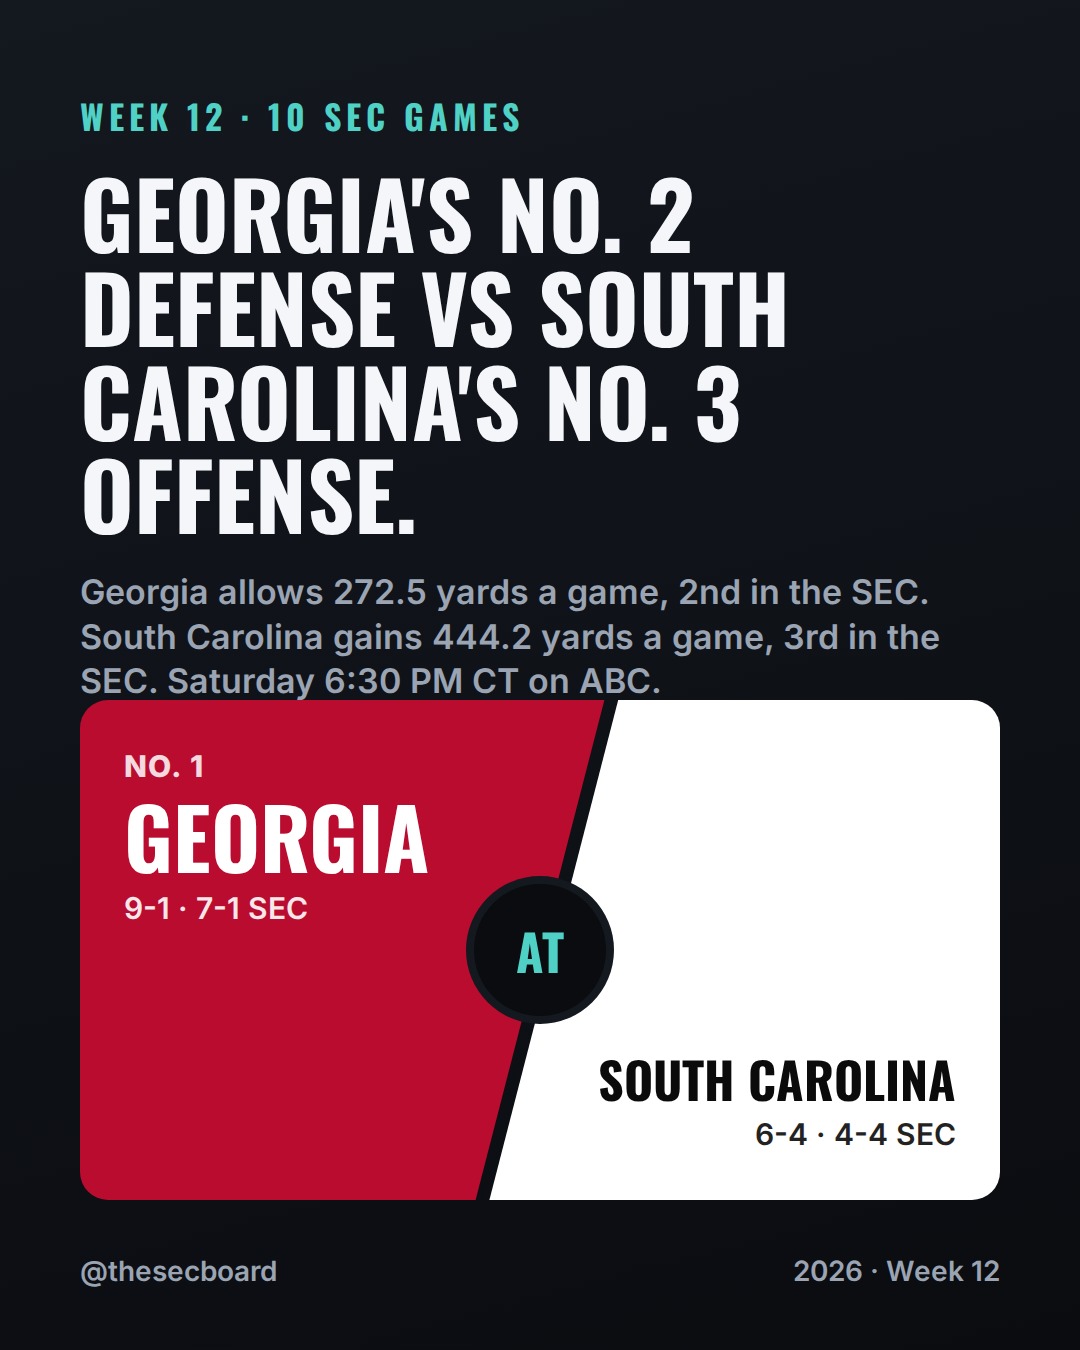 WEEK 12 · 10 SEC GAMES
GEORGIA'S NO. 2
DEFENSE VS SOUTH
CAROLINA'S NO. 3
OFFENSE.
Georgia allows 272.5 yards a game, 2nd in the SEC.
South Carolina gains 444.2 yards a game, 3rd in the
SEC. Saturday 6:30 PM CT on ABC.
NO. 1
GEORGIA
9-1 · 7-1 SEC
AT
SOUTH CAROLINA
6-4 · 4-4 SEC
@thesecboard
2026 · Week 12